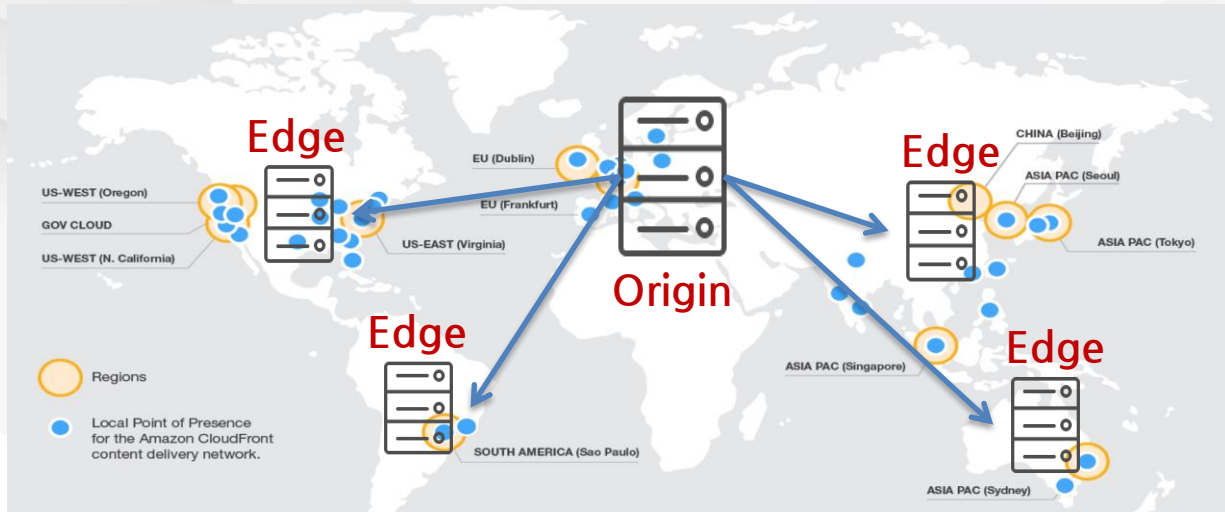 Edge
US-WEST (Oregon)
GOV CLOUD
US-WEST (N. California)
US-EAST (Virginia)
EU (Dublin)
EU (Frankfurt)
Origin
Edge
CHINA (Beijing)
ASIA PAC (Seoul)
ASIA PAC (Tokyo)
Edge
SOUTH AMERICA (Sao Paulo)
ASIA PAC (Singapore)
Edge
ASIA PAC (Sydney)
Regions
Local Point of Presence
for the Amazon CloudFront
content delivery network.